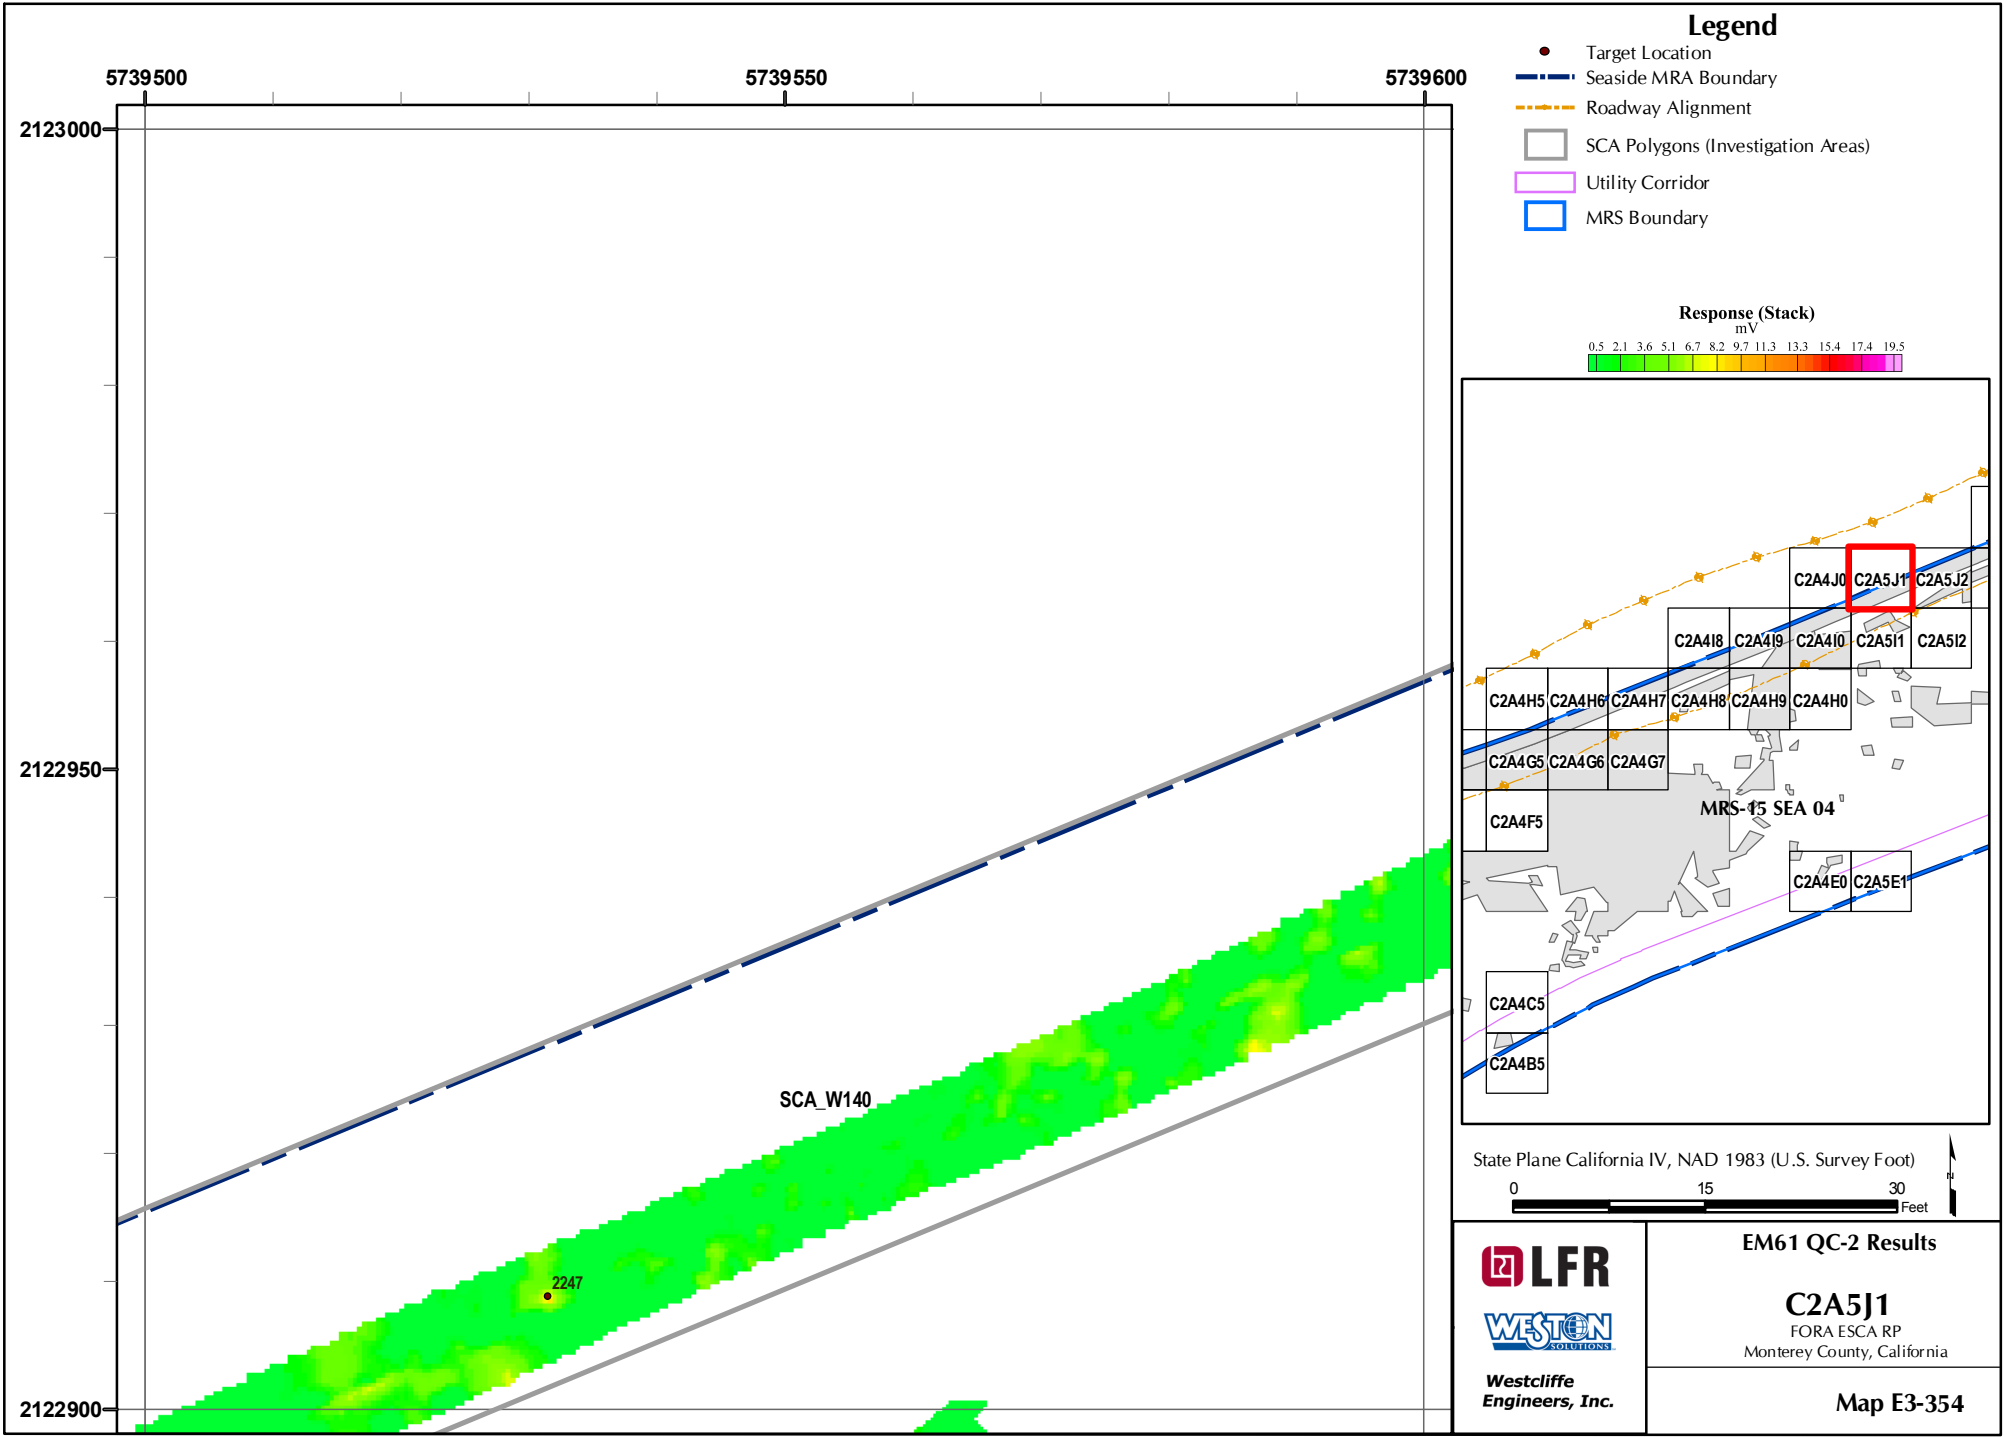 5739500
5739550
5739600
2123000
2122950
2122900
SCA_W140
2247
Legend
Target Location
Seaside MRA Boundary
Roadway Alignment
SCA Polygons (Investigation Areas)
Utility Corridor
MRS Boundary
Response (Stack)
mV
0.5 2.1 3.6 5.1 6.7 8.2 9.7 11.3 13.3 15.4 17.4 19.5
C2A4J0 C2A5J1 C2A5J2
C2A4I8 C2A4I9 C2A4I0 C2A5I1 C2A5I2
C2A4H5 C2A4H6 C2A4H7 C2A4H8 C2A4H9 C2A4H0
C2A4G5 C2A4G6 C2A4G7
MRS-15 SEA 04
C2A4F5
C2A4E0 C2A5E1
C2A4C5
C2A4B5
State Plane California IV, NAD 1983 (U.S. Survey Foot)
0 15 30
Feet
N
LFR
WESTON
SOLUTIONS
Westcliffe
Engineers, Inc.
EM61 QC-2 Results
C2A5J1
FORA ESCA RP
Monterey County, California
Map E3-354